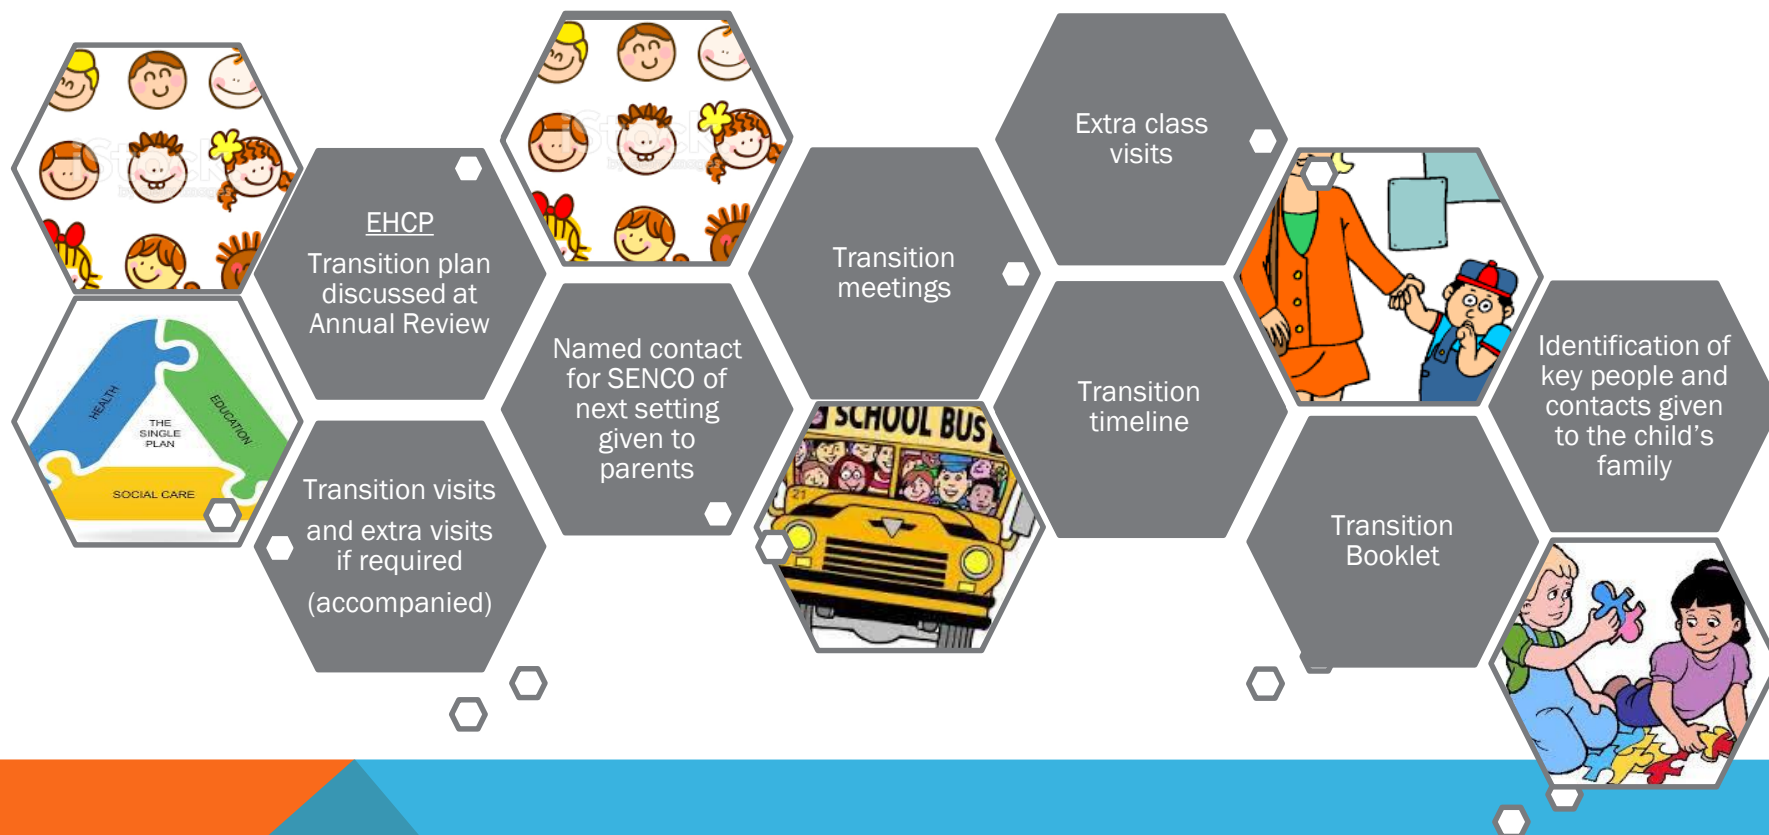 EHCP
Transition plan
discussed at
Annual Review
HEALTH
EDUCATION
THE
SINGLE
PLAN
SOCIAL CARE
Transition visits
and extra visits
if required
(accompanied)
Named contact
for SENCO of
next setting
given to
parents
Transition
meetings
SCHOOL BUS
21
Extra class
visits
Transition
timeline
Transition
Booklet
Identification of
key people and
contacts given
to the child’s
family